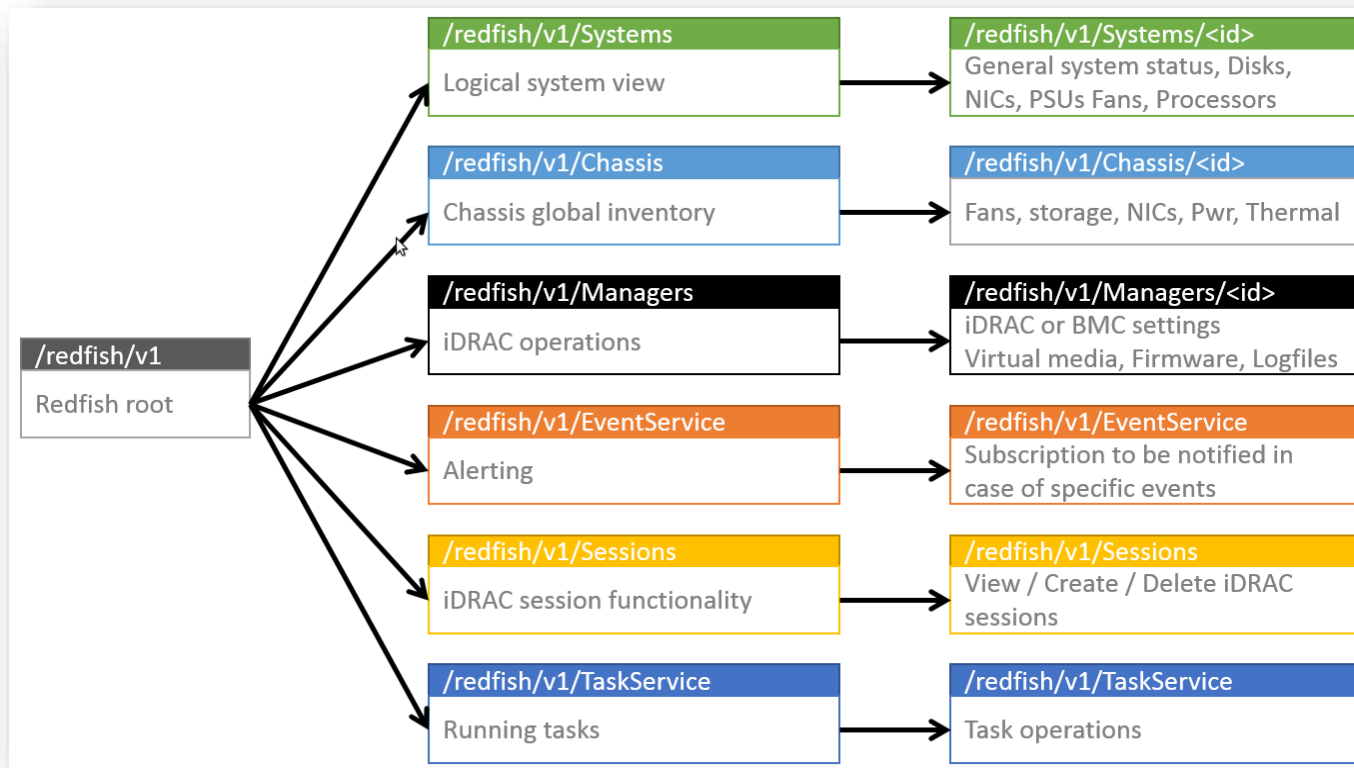 /redfish/v1
Redfish root
/redfish/v1/Systems
Logical system view
/redfish/v1/Systems/<id>
General system status, Disks,
NICs, PSUs Fans, Processors
/redfish/v1/Chassis
Chassis global inventory
/redfish/v1/Chassis/<id>
Fans, storage, NICs, Pwr, Thermal
/redfish/v1/Managers
iDRAC operations
/redfish/v1/Managers/<id>
iDRAC or BMC settings
Virtual media, Firmware, Logfiles
/redfish/v1/EventService
Alerting
/redfish/v1/EventService
Subscription to be notified in
case of specific events
/redfish/v1/Sessions
iDRAC session functionality
/redfish/v1/Sessions
View / Create / Delete iDRAC
sessions
/redfish/v1/TaskService
Running tasks
/redfish/v1/TaskService
Task operations